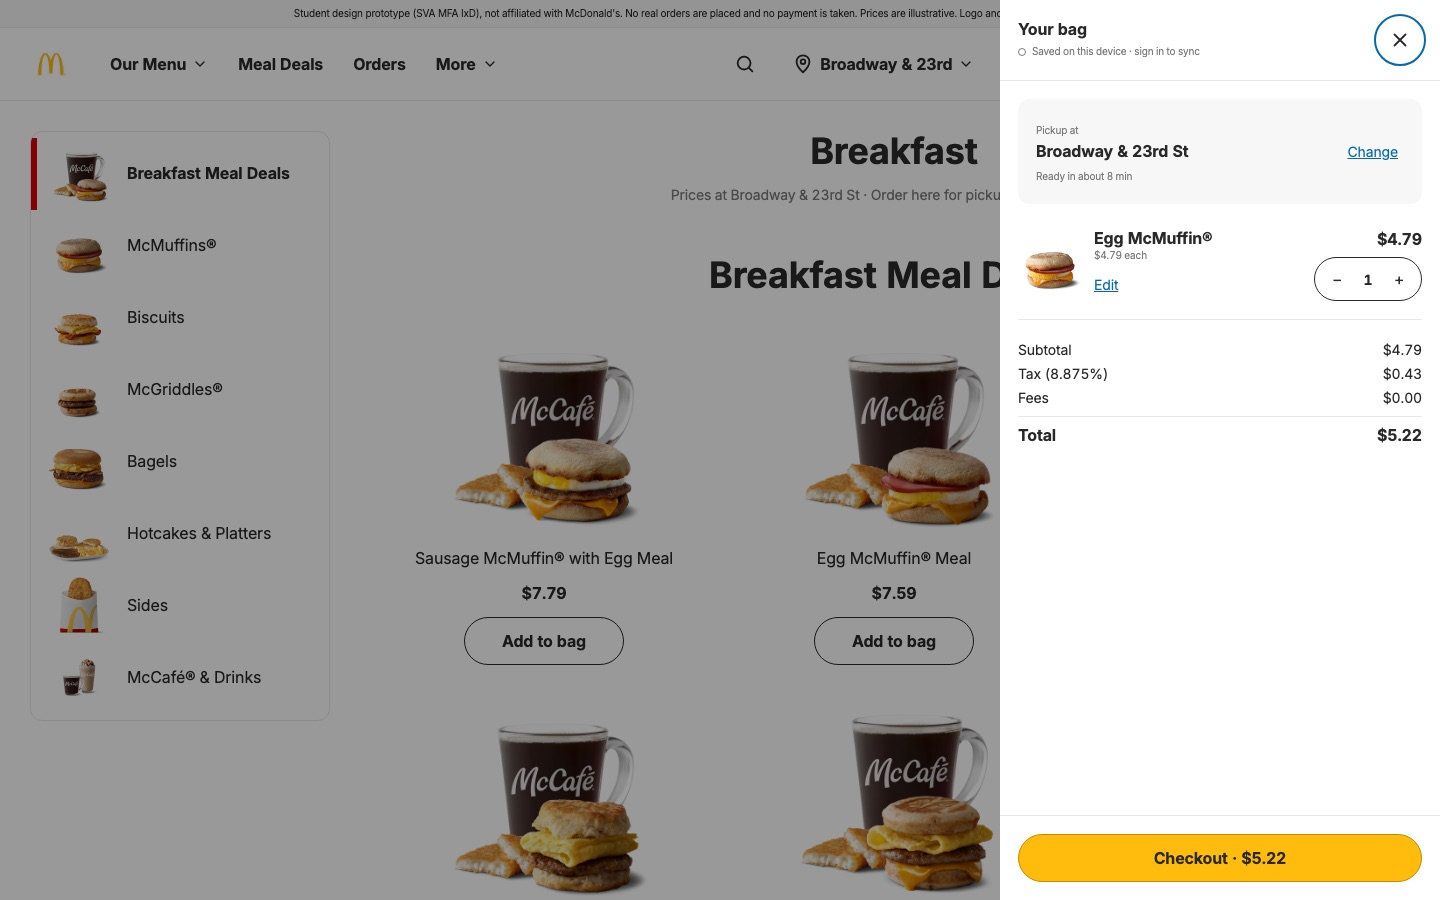 Student design prototype (SVA MFA IxD), not affiliated with McDonald's. No real orders are placed and no payment is taken. Prices are illustrative. Logo
Our Menu
Meal Deals
Orders
More
Broadway & 23rd
Breakfast Meal Deals
McMuffins®
Biscuits
McGriddles®
Bagels
Hotcakes & Platters
Sides
McCafé® & Drinks
Breakfast
Prices at Broadway & 23rd St · Order here for
Breakfast Meal
McCafé
McCafé
Sausage McMuffin® with Egg Meal
Egg McMuffin® Meal
$7.79
$7.59
Add to bag
Add to bag
McCafé
McCafé
Your bag
Saved on this device · sign in to sync
Pickup at
Broadway & 23rd St
Change
Ready in about 8 min
Egg McMuffin®
$4.79
$4.79 each
Edit
− 1 +
Subtotal $4.79
Tax (8.875%) $0.43
Fees $0.00
Total $5.22
Checkout · $5.22